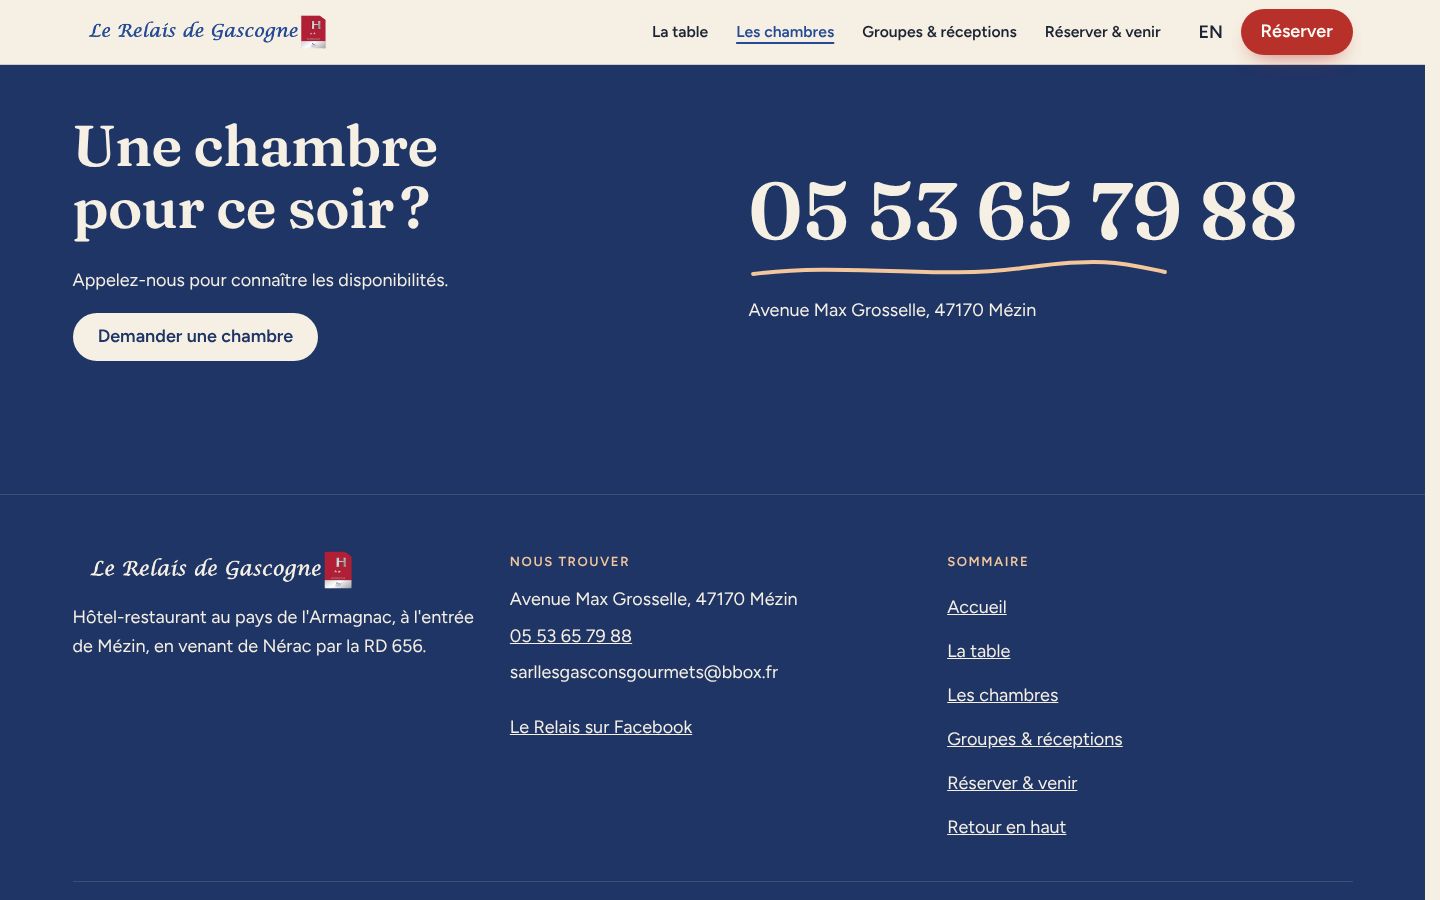 Le Relais de Gascogne
H
La table
Les chambres
Groupes & réceptions
Réserver & venir
EN
Réserver
Une chambre
pour ce soir ?
Appelez-nous pour connaître les disponibilités.
Demander une chambre
05 53 65 79 88
Avenue Max Grosselle, 47170 Mézin
Le Relais de Gascogne
H
Hôtel-restaurant au pays de l'Armagnac, à l'entrée
de Mézin, en venant de Nérac par la RD 656.
NOUS TROUVER
Avenue Max Grosselle, 47170 Mézin
05 53 65 79 88
sarllesgasconsgourmets@bbox.fr
Le Relais sur Facebook
SOMMAIRE
Accueil
La table
Les chambres
Groupes & réceptions
Réserver & venir
Retour en haut